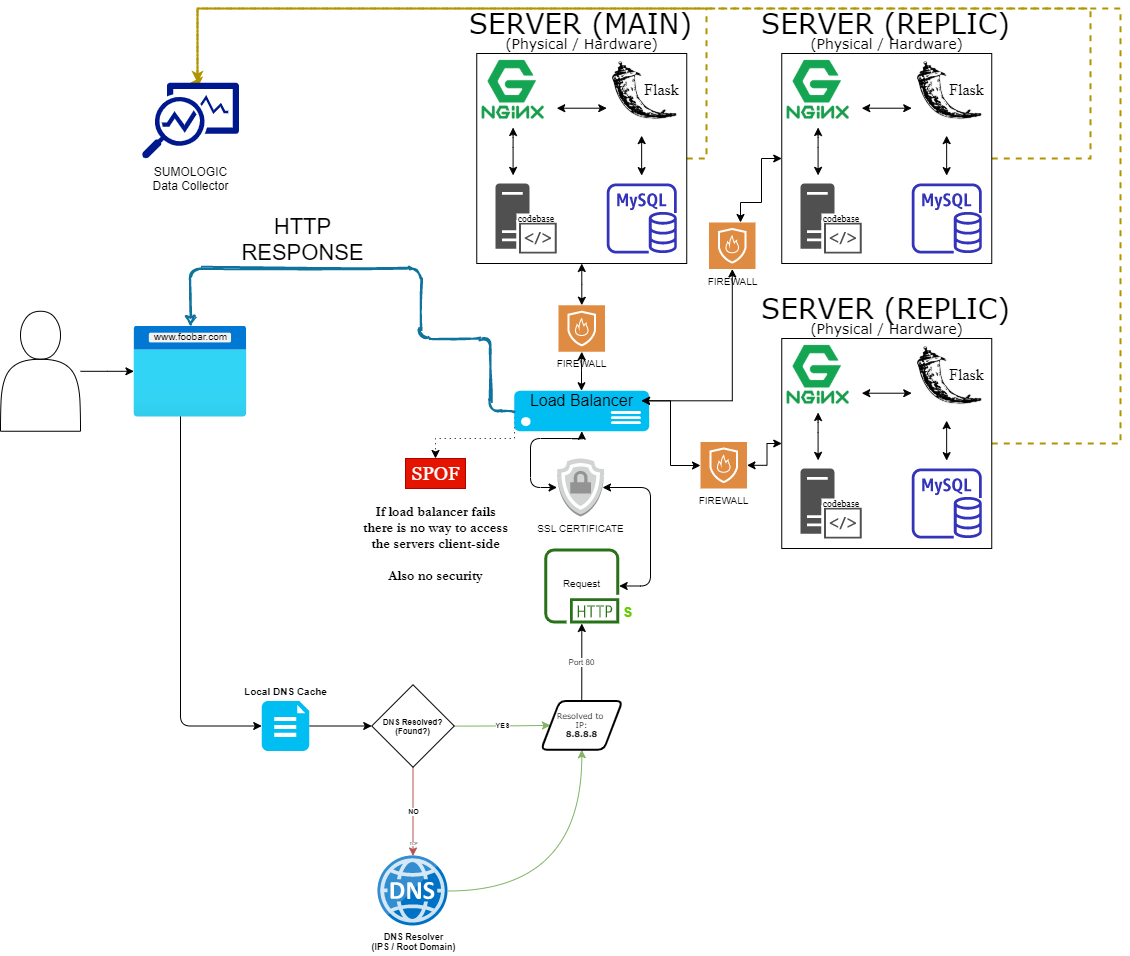 SERVER (MAIN)
(Physical / Hardware)
NGiNX
Flask
codebase
</>
MySQL
SERVER (REPLIC)
(Physical / Hardware)
NGiNX
Flask
codebase
</>
MySQL
SUMOLOGIC
Data Collector
HTTP
RESPONSE
www.foobar.com
FIREWALL
FIREWALL
SERVER (REPLIC)
(Physical / Hardware)
NGiNX
Flask
codebase
</>
MySQL
Load Balancer
FIREWALL
SPOF
If load balancer fails
there is no way to access
the servers client-side
Also no security
SSL CERTIFICATE
Request
HTTP
S
Port 80
Local DNS Cache
DNS Resolved?
(Found?)
YES
Resolved to
IP:
8.8.8.8
NO
DNS
DNS Resolver
(IPS / Root Domain)